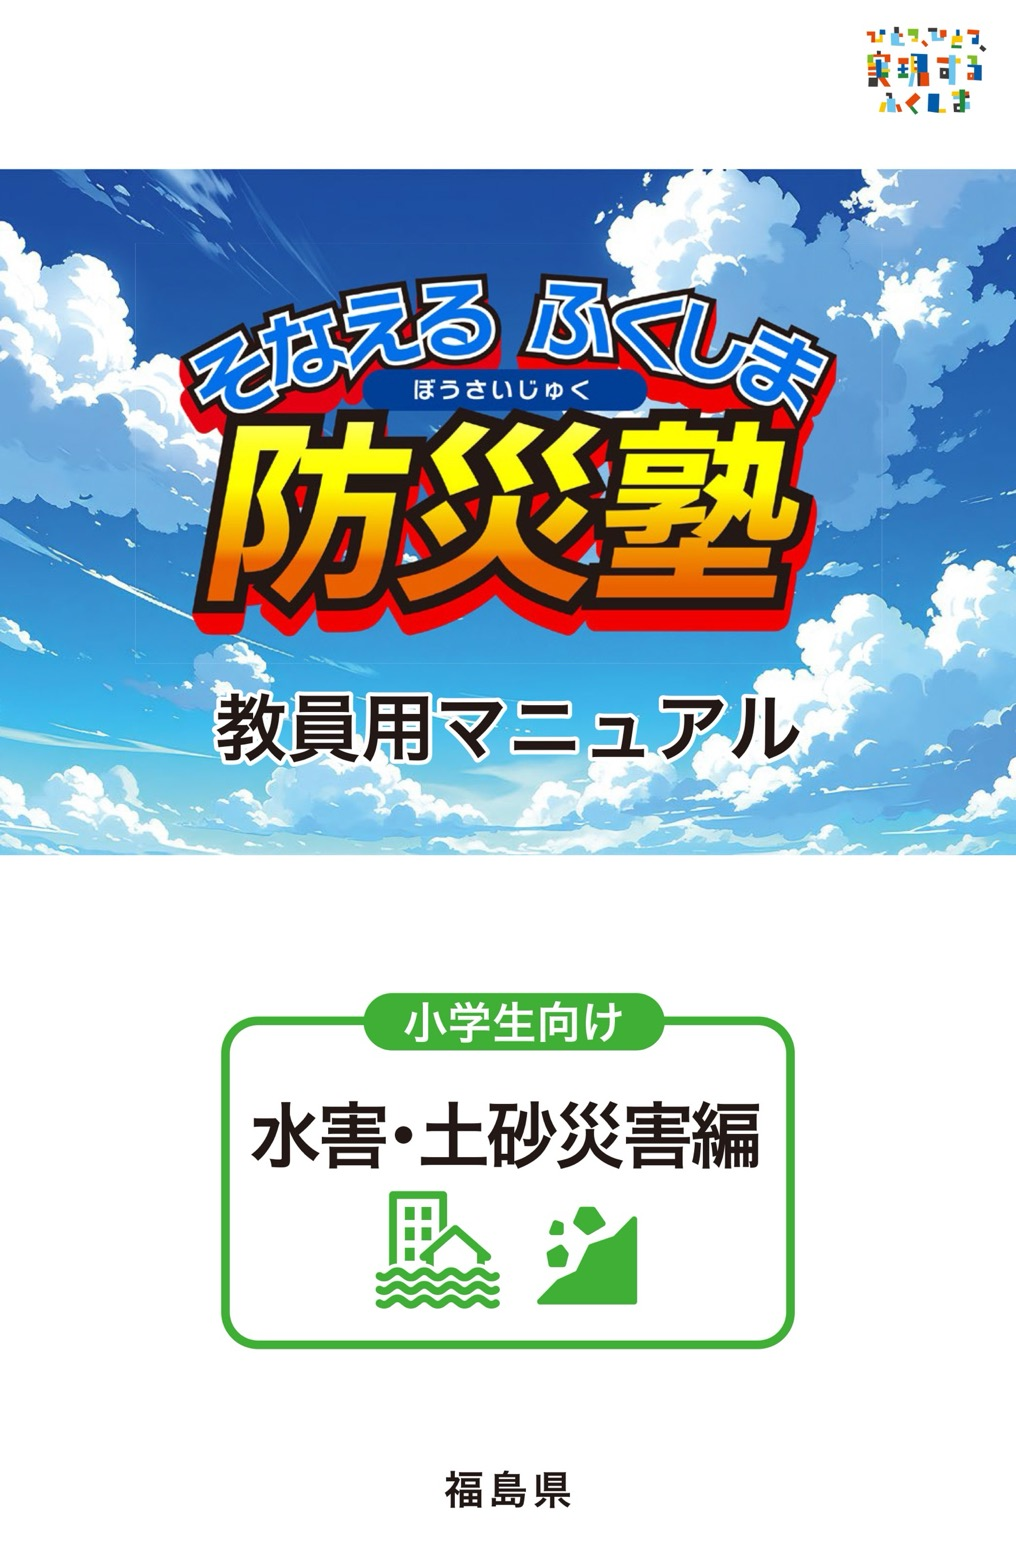 ひとつ、ひとつ、
実現する
ふくしま
そなえる ふくしま
ぼうさいじゅく
防災塾
教員用マニュアル
小学生向け
水害・土砂災害編
福島県